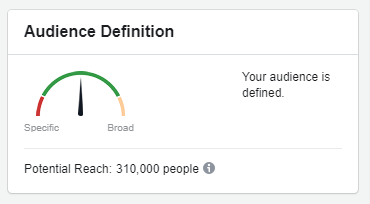 Audience Definition
Your audience is
defined.
Specific
Broad
Potential Reach: 310,000 people